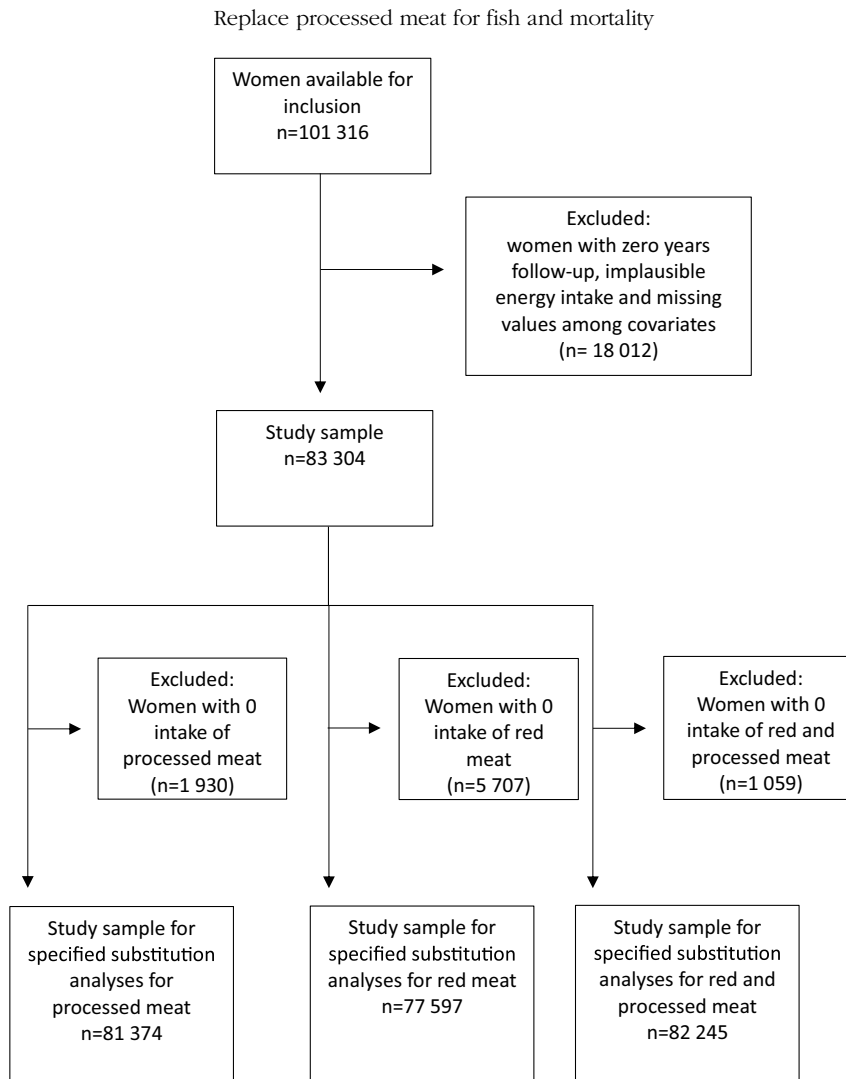 Replace processed meat for fish and mortality
Women available for
inclusion
n=101 316
Excluded:
women with zero years
follow-up, implausible
energy intake and missing
values among covariates
(n= 18 012)
Study sample
n=83 304
Excluded:
Women with 0
intake of
processed meat
(n=1 930)
Excluded:
Women with 0
intake of red
meat
(n=5 707)
Excluded:
Women with 0
intake of red and
processed meat
(n=1 059)
Study sample for
specified substitution
analyses for
processed meat
n=81 374
Study sample for
specified substitution
analyses for red meat
n=77 597
Study sample for
specified substitution
analyses for red and
processed meat
n=82 245